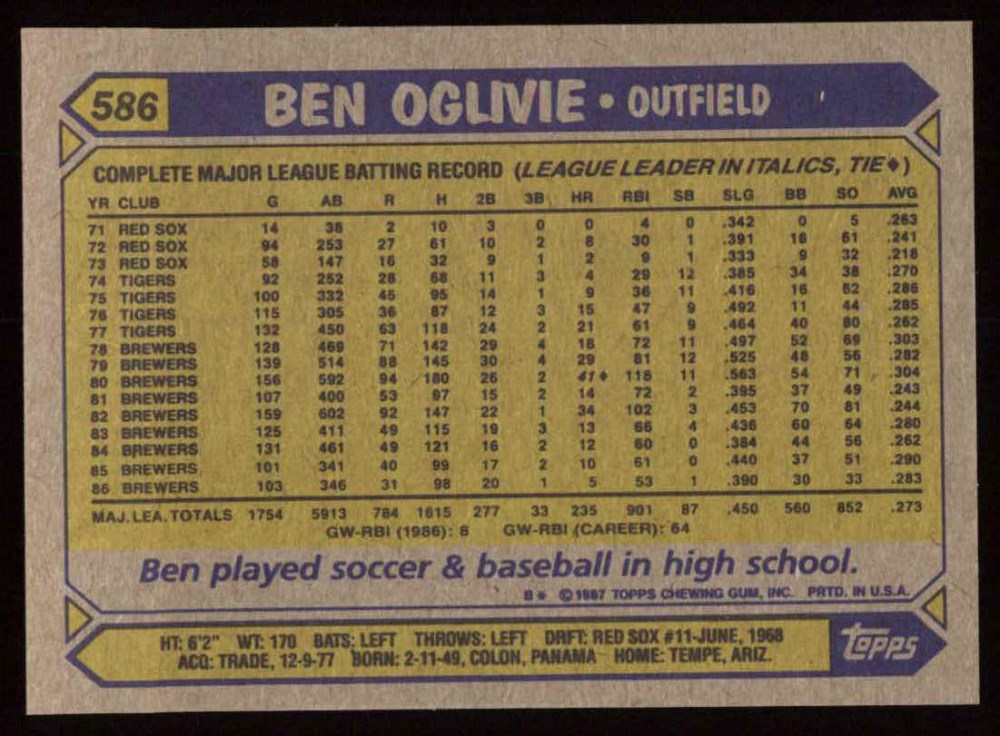 586 BEN OGLIVIE • OUTFIELD
COMPLETE MAJOR LEAGUE BATTING RECORD (LEAGUE LEADER IN ITALICS, TIE♦)
YR CLUB G AB R H 2B 3B HR RBI SB SLG BB SO AVG
71 RED SOX 14 38 2 10 3 0 0 4 0 .342 0 5 .263
72 RED SOX 94 253 27 61 10 2 8 30 1 .391 18 61 .241
73 RED SOX 58 147 16 32 9 1 2 9 1 .333 9 32 .218
74 TIGERS 92 252 28 68 11 3 4 29 12 .385 34 38 .270
75 TIGERS 100 332 45 95 14 1 9 36 11 .416 16 62 .286
76 TIGERS 115 305 36 87 12 3 15 47 9 .492 11 44 .285
77 TIGERS 132 450 63 118 24 2 21 61 9 .464 40 80 .262
78 BREWERS 128 469 71 142 29 4 18 72 11 .497 52 69 .303
79 BREWERS 139 514 88 145 30 4 29 81 12 .525 48 56 .282
80 BREWERS 156 592 94 180 26 2 41♦ 118 11 .563 54 71 .304
81 BREWERS 107 400 53 97 15 2 14 72 2 .395 37 49 .243
82 BREWERS 159 602 92 147 22 1 34 102 3 .453 70 81 .244
83 BREWERS 125 411 49 115 19 3 13 66 4 .436 60 64 .280
84 BREWERS 131 461 49 121 16 2 12 60 0 .384 44 56 .262
85 BREWERS 101 341 40 99 17 2 10 61 0 .440 37 51 .290
86 BREWERS 103 346 31 98 20 1 5 53 1 .390 30 33 .283
MAJ. LEA. TOTALS 1754 5913 784 1615 277 33 235 901 87 .450 560 852 .273
GW-RBI (1986): 8 GW-RBI (CAREER): 64
Ben played soccer & baseball in high school.
B* © 1987 TOPPS CHEWING GUM, INC. PRTD. IN U.S.A.
HT: 6'2" WT: 170 BATS: LEFT THROWS: LEFT DRFT: RED SOX #11-JUNE, 1968
ACQ: TRADE, 12-9-77 BORN: 2-11-49, COLON, PANAMA HOME: TEMPE, ARIZ.
topps